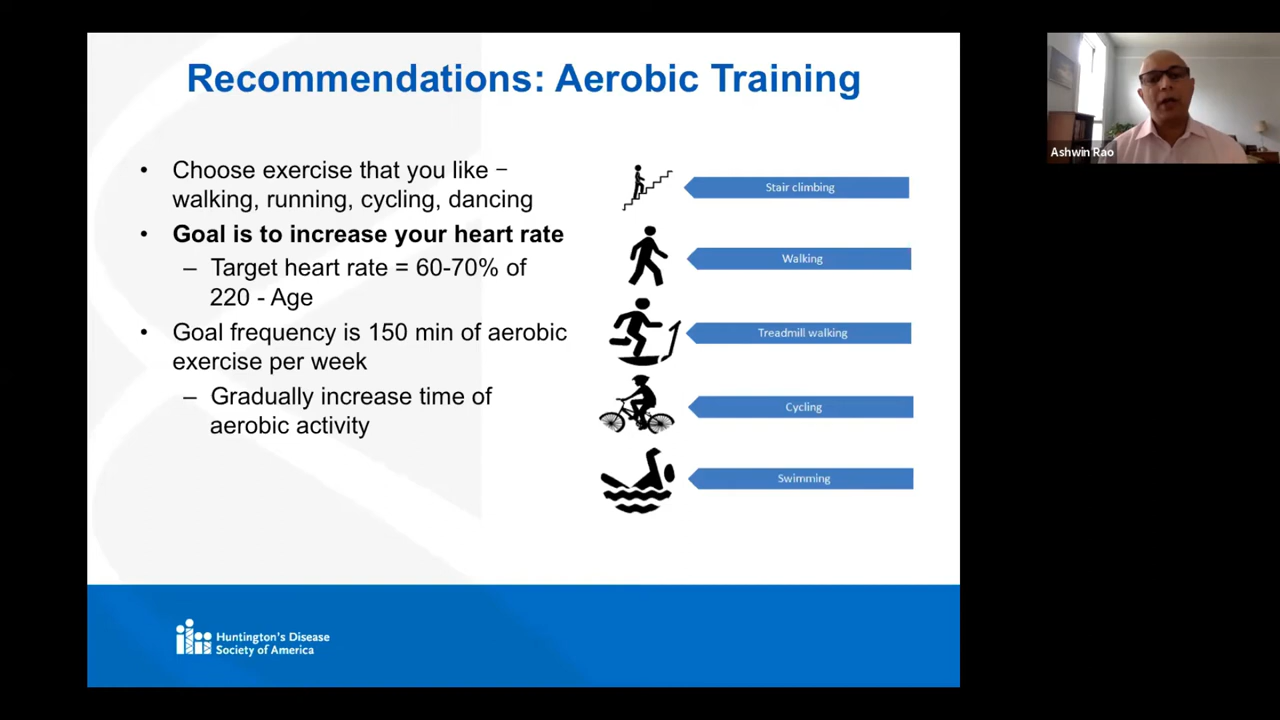 Recommendations: Aerobic Training
• Choose exercise that you like –
walking, running, cycling, dancing
• Goal is to increase your heart rate
– Target heart rate = 60-70% of
220 - Age
• Goal frequency is 150 min of aerobic
exercise per week
– Gradually increase time of
aerobic activity
Stair climbing
Walking
Treadmill walking
Cycling
Swimming
Huntington's Disease
Society of America
Ashwin Rao